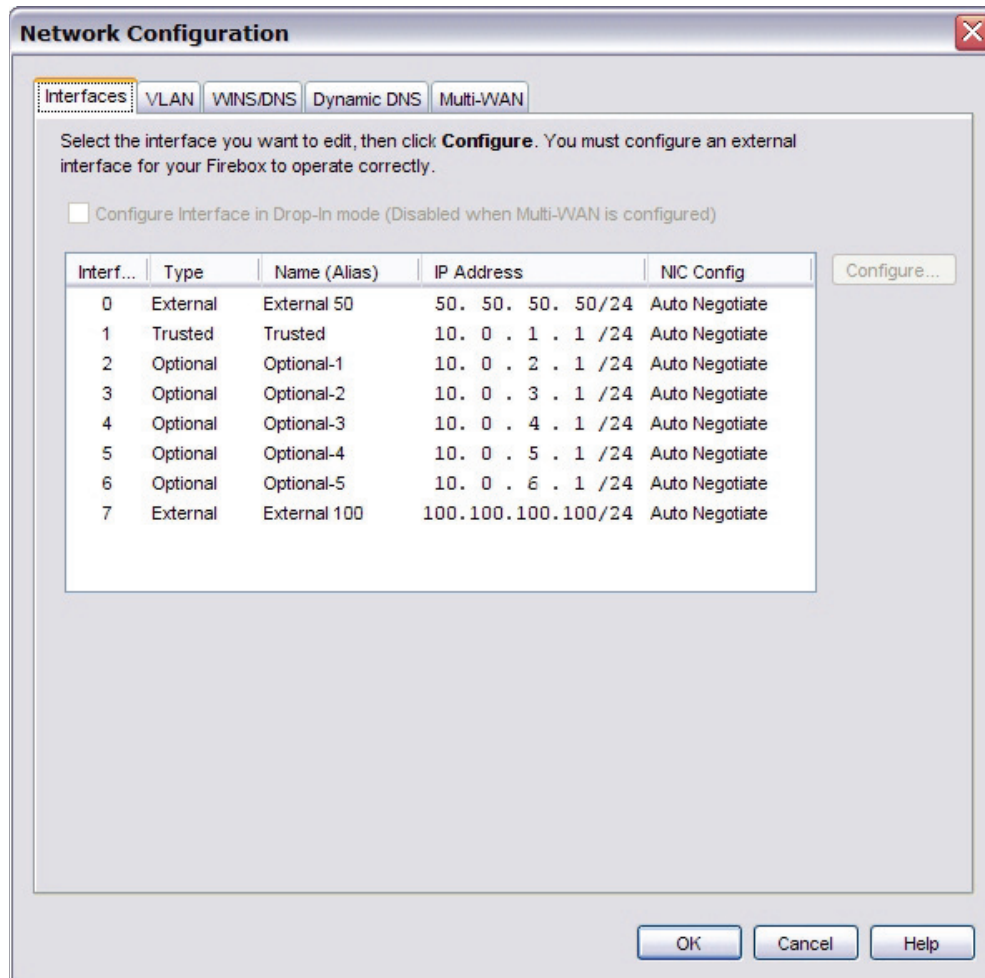 Network Configuration
Interfaces VLAN WINS/DNS Dynamic DNS Multi-WAN
Select the interface you want to edit, then click Configure. You must configure an external
interface for your Firebox to operate correctly.
Configure Interface in Drop-In mode (Disabled when Multi-WAN is configured)
Interf... Type Name (Alias) IP Address NIC Config Configure...
0 External External 50 50. 50. 50. 50/24 Auto Negotiate
1 Trusted Trusted 10. 0 . 1 . 1 /24 Auto Negotiate
2 Optional Optional-1 10. 0 . 2 . 1 /24 Auto Negotiate
3 Optional Optional-2 10. 0 . 3 . 1 /24 Auto Negotiate
4 Optional Optional-3 10. 0 . 4 . 1 /24 Auto Negotiate
5 Optional Optional-4 10. 0 . 5 . 1 /24 Auto Negotiate
6 Optional Optional-5 10. 0 . 6 . 1 /24 Auto Negotiate
7 External External 100 100.100.100.100/24 Auto Negotiate
OK Cancel Help